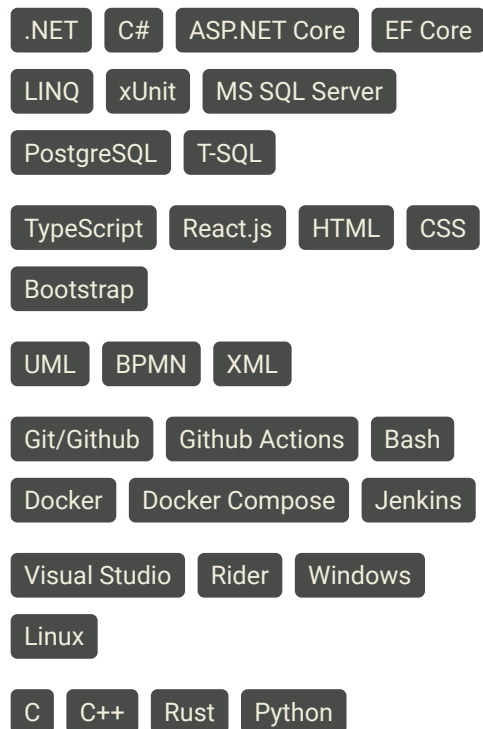 .NET C# ASP.NET Core EF Core
LINQ xUnit MS SQL Server
PostgreSQL T-SQL
TypeScript React.js HTML CSS
Bootstrap
UML BPMN XML
Git/Github Github Actions Bash
Docker Docker Compose Jenkins
Visual Studio Rider Windows
Linux
C C++ Rust Python